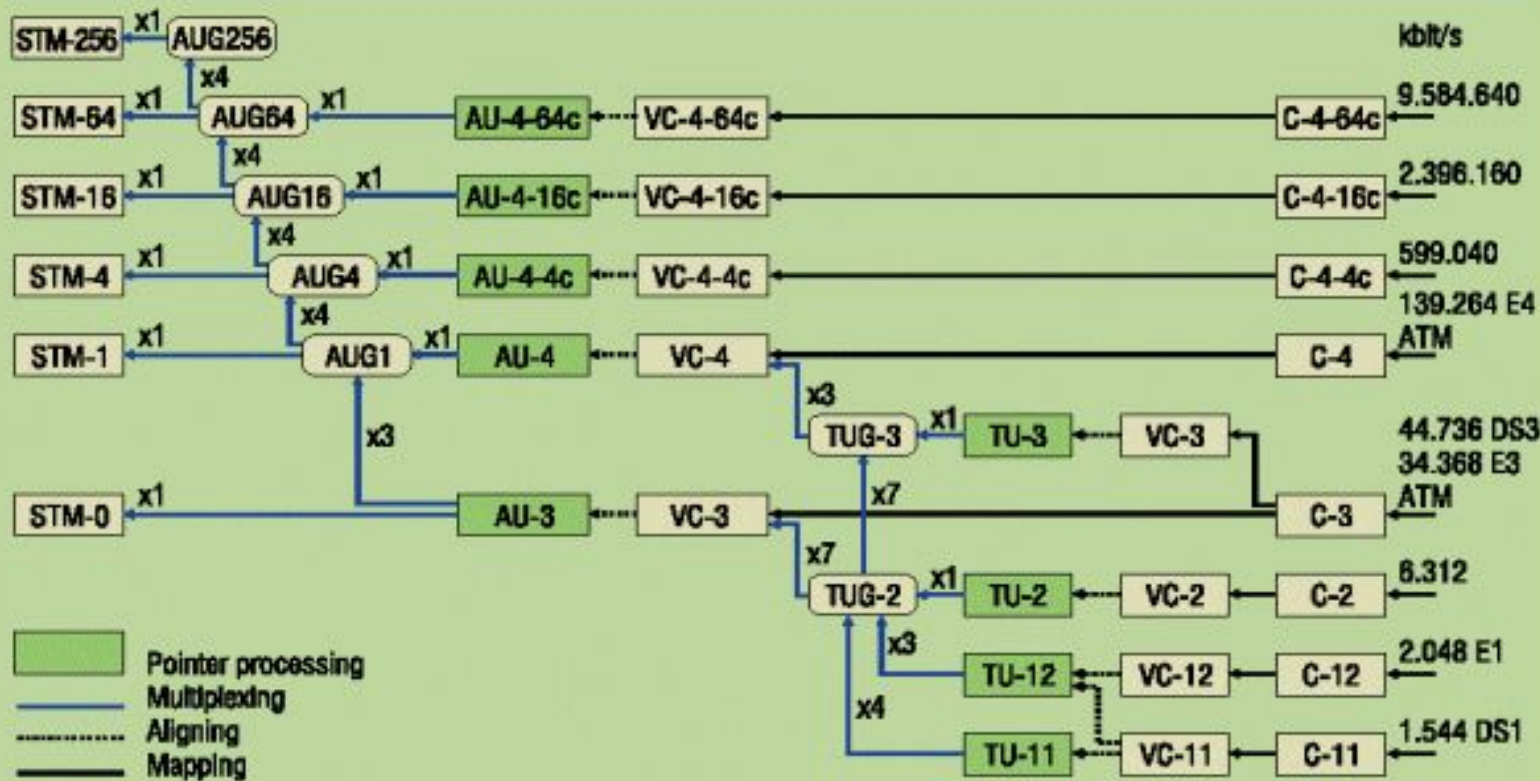 STM-256 x1 AUG256 kbit/s
x4
STM-64 x1 AUG64 x1 AU-4-64c VC-4-64c C-4-64c 9.584.640
x4
STM-16 x1 AUG16 x1 AU-4-16c VC-4-16c C-4-16c 2.396.160
x4
STM-4 x1 AUG4 x1 AU-4-4c VC-4-4c C-4-4c 599.040
x4 139.264 E4
STM-1 x1 AUG1 x1 AU-4 VC-4 C-4 ATM
x3
TUG-3 x1 TU-3 VC-3 44.736 DS3
x3 34.368 E3
x7
STM-0 x1 AU-3 VC-3 C-3 ATM
x7
TUG-2 x1 TU-2 VC-2 C-2 6.312
x3
TU-12 VC-12 C-12 2.048 E1
x4
TU-11 VC-11 C-11 1.544 DS1
Pointer processing
Multiplexing
Aligning
Mapping